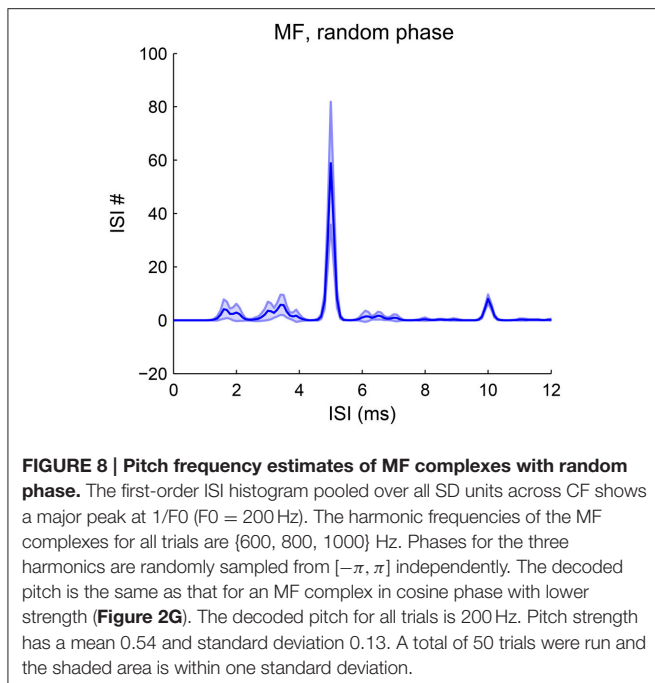 MF, random phase
100
80
60
40
20
0
−20
ISI #
0 2 4 6 8 10 12
ISI (ms)
FIGURE 8 | Pitch frequency estimates of MF complexes with random
phase. The first-order ISI histogram pooled over all SD units across CF shows
a major peak at 1/F0 (F0 = 200 Hz). The harmonic frequencies of the MF
complexes for all trials are {600, 800, 1000} Hz. Phases for the three
harmonics are randomly sampled from [−π, π] independently. The decoded
pitch is the same as that for an MF complex in cosine phase with lower
strength (Figure 2G). The decoded pitch for all trials is 200 Hz. Pitch strength
has a mean 0.54 and standard deviation 0.13. A total of 50 trials were run and
the shaded area is within one standard deviation.